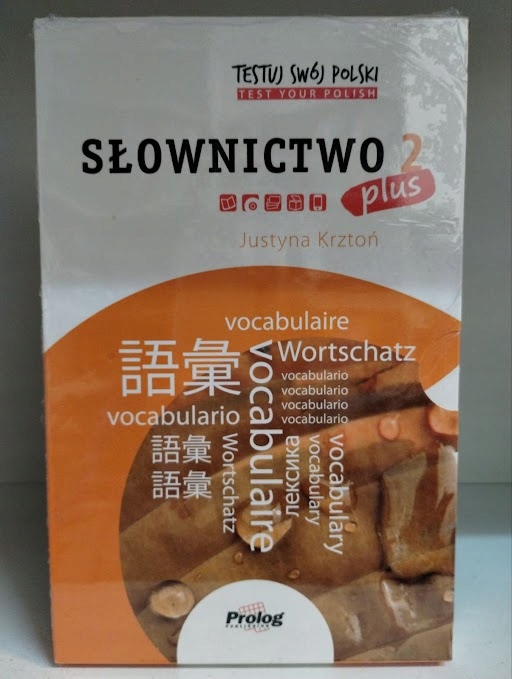 TESTUJ SWÓJ POLSKI
TEST YOUR POLISH
SŁOWNICTWO 2
plus
Justyna Krztoń
vocabulaire
語彙
Wortschatz
vocabulario
vocabulario
vocabulario
vocabulario
vocabulario
vocabulaire
語彙
語彙
Wortschatz
лексика
vocabulary
vocabulary
Prolog
PUBLISHING